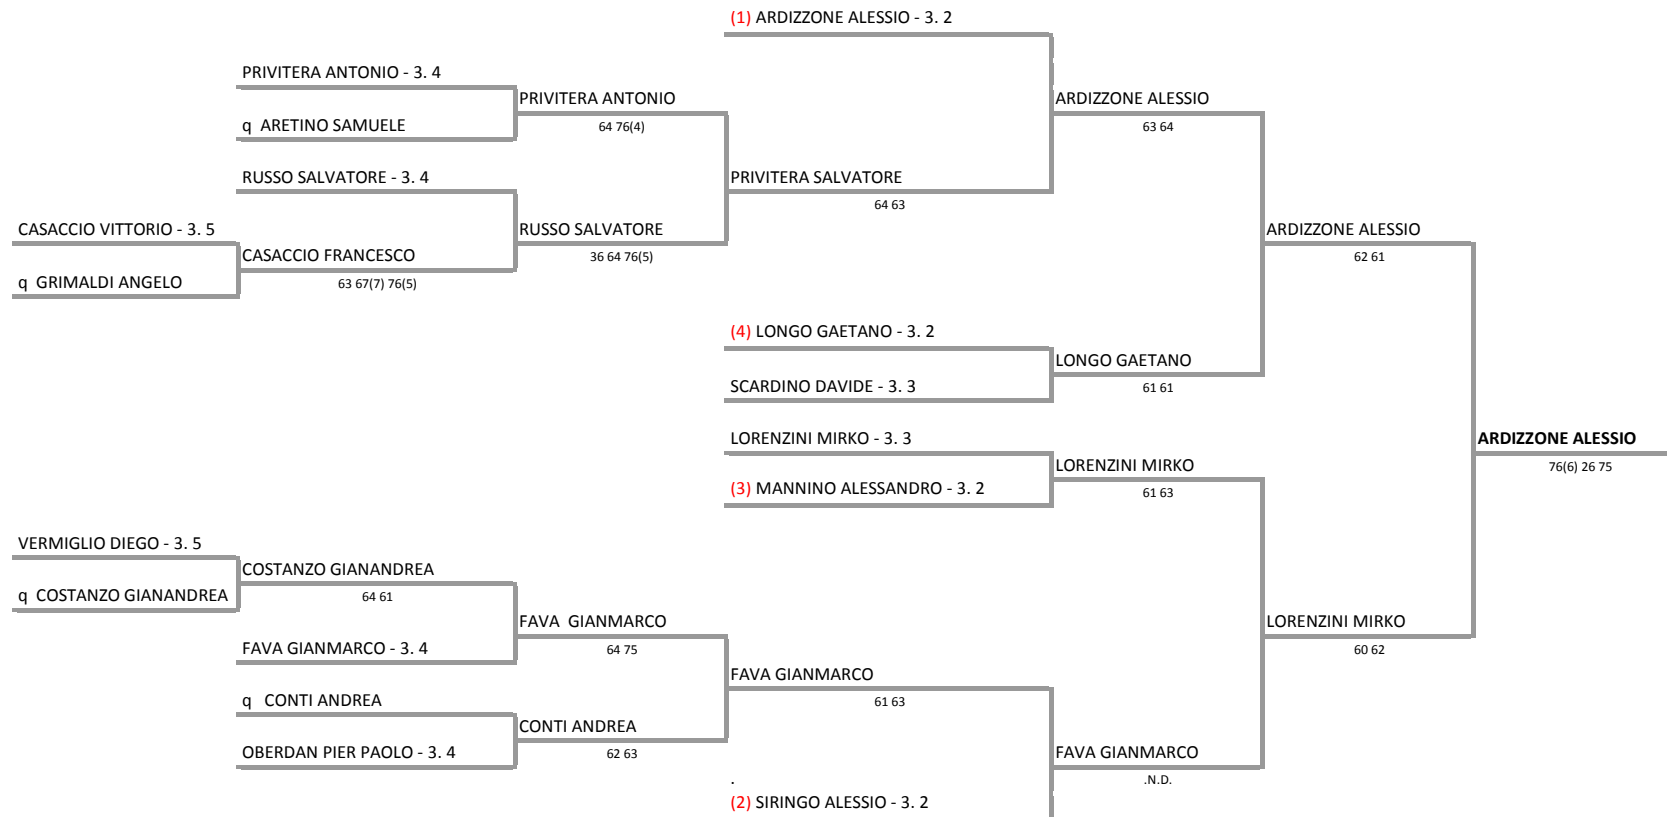 (1) ARDIZZONE ALESSIO - 3. 2
PRIVITERA ANTONIO - 3. 4
PRIVITERA ANTONIO
ARDIZZONE ALESSIO
q ARETINO SAMUELE
64 76(4)
63 64
RUSSO SALVATORE - 3. 4
PRIVITERA SALVATORE
64 63
CASACCIO VITTORIO - 3. 5
RUSSO SALVATORE
ARDIZZONE ALESSIO
CASACCIO FRANCESCO
36 64 76(5)
62 61
q GRIMALDI ANGELO
63 67(7) 76(5)
(4) LONGO GAETANO - 3. 2
LONGO GAETANO
SCARDINO DAVIDE - 3. 3
61 61
LORENZINI MIRKO - 3. 3
ARDIZZONE ALESSIO
LORENZINI MIRKO
76(6) 26 75
(3) MANNINO ALESSANDRO - 3. 2
61 63
VERMIGLIO DIEGO - 3. 5
COSTANZO GIANANDREA
q COSTANZO GIANANDREA
64 61
FAVA GIANMARCO
LORENZINI MIRKO
FAVA GIANMARCO - 3. 4
64 75
60 62
FAVA GIANMARCO
q CONTI ANDREA
61 63
CONTI ANDREA
OBERDAN PIER PAOLO - 3. 4
62 63
FAVA GIANMARCO
.
.N.D.
(2) SIRINGO ALESSIO - 3. 2